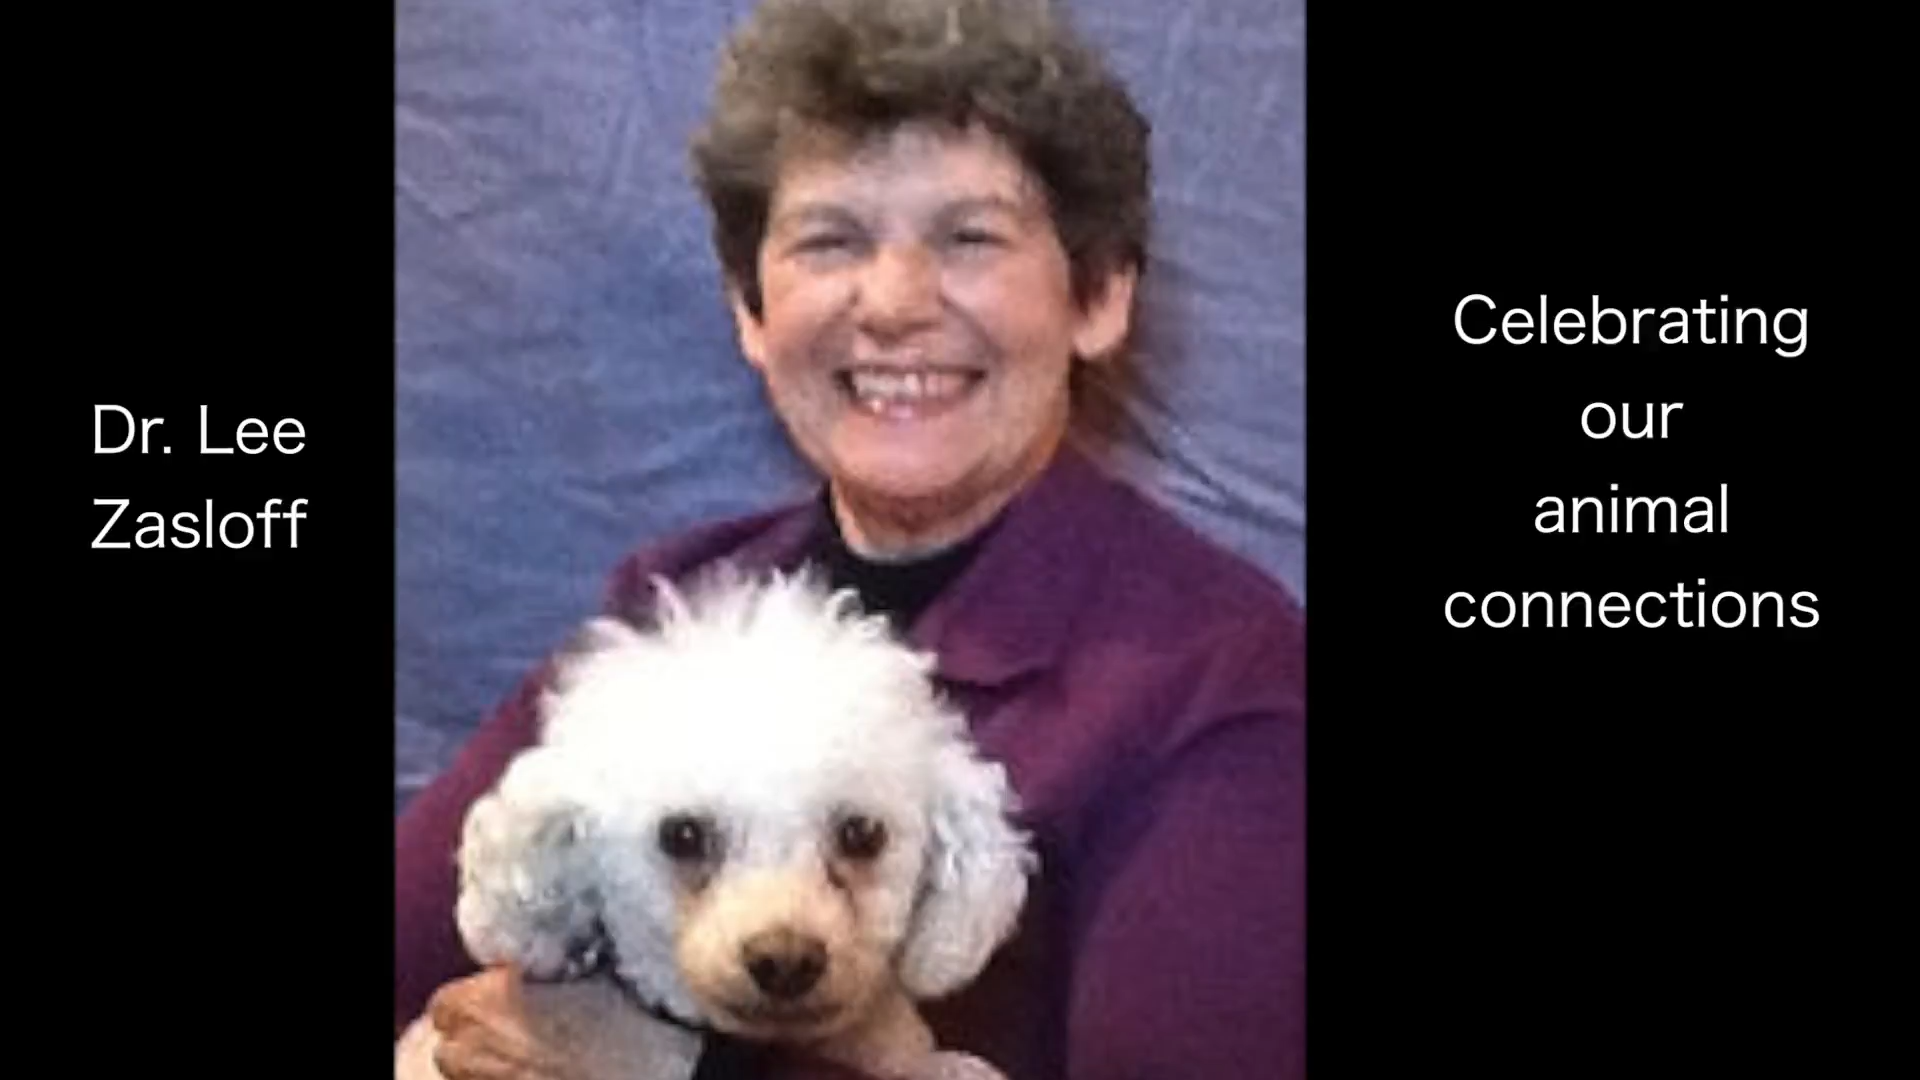 Dr. Lee
Zasloff
Celebrating
our
animal
connections